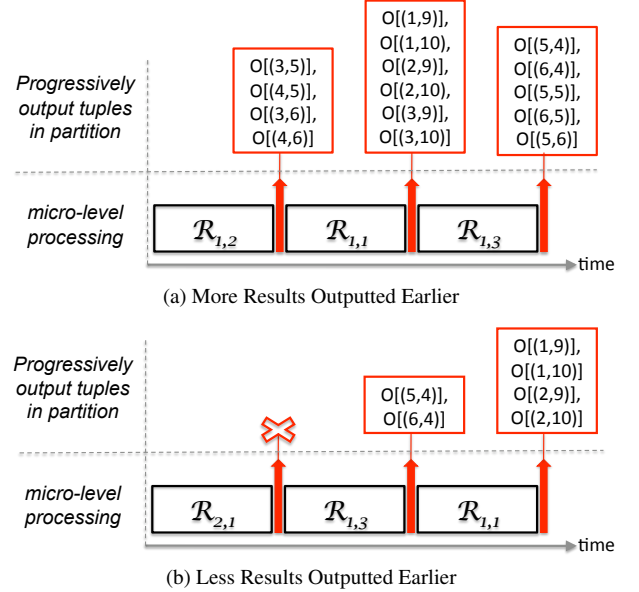 Progressively
output tuples
in partition
O[(3,5)],
O[(4,5)],
O[(3,6)],
O[(4,6)]
O[(1,9)],
O[(1,10),
O[(2,9)],
O[(2,10),
O[(3,9)],
O[(3,10)]
O[(5,4)],
O[(6,4)],
O[(5,5)],
O[(6,5)],
O[(5,6)]
micro-level
processing
R1,2
R1,1
R1,3
time
(a) More Results Outputted Earlier
Progressively
output tuples
in partition
O[(5,4)],
O[(6,4)]
O[(1,9)],
O[(1,10)]
O[(2,9)],
O[(2,10)]
micro-level
processing
R2,1
R1,3
R1,1
time
(b) Less Results Outputted Earlier